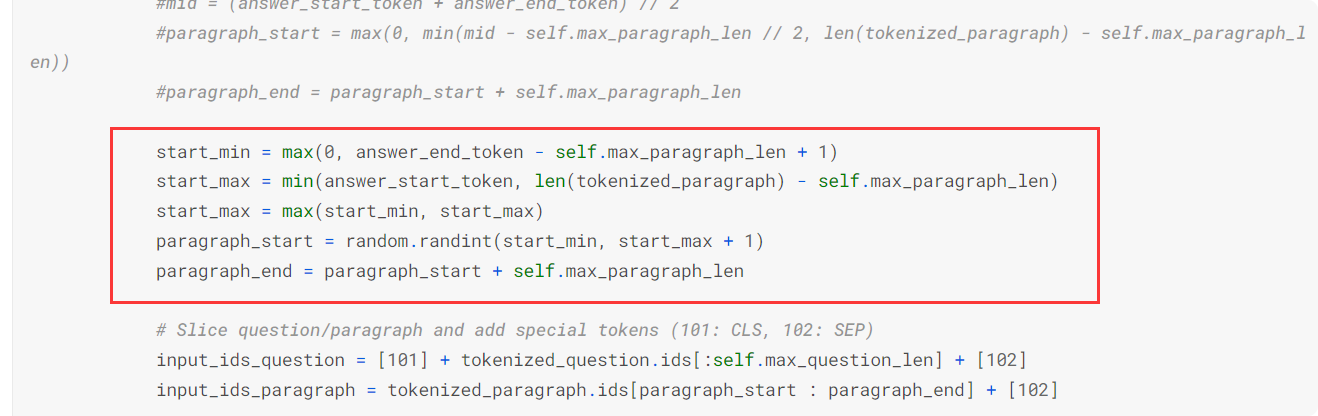 #mid = (answer_start_token + answer_end_token) // 2
#paragraph_start = max(0, min(mid - self.max_paragraph_len // 2, len(tokenized_paragraph) - self.max_paragraph_l
en))
#paragraph_end = paragraph_start + self.max_paragraph_len
start_min = max(0, answer_end_token - self.max_paragraph_len + 1)
start_max = min(answer_start_token, len(tokenized_paragraph) - self.max_paragraph_len)
start_max = max(start_min, start_max)
paragraph_start = random.randint(start_min, start_max + 1)
paragraph_end = paragraph_start + self.max_paragraph_len
# Slice question/paragraph and add special tokens (101: CLS, 102: SEP)
input_ids_question = [101] + tokenized_question.ids[:self.max_question_len] + [102]
input_ids_paragraph = tokenized_paragraph.ids[paragraph_start : paragraph_end] + [102]